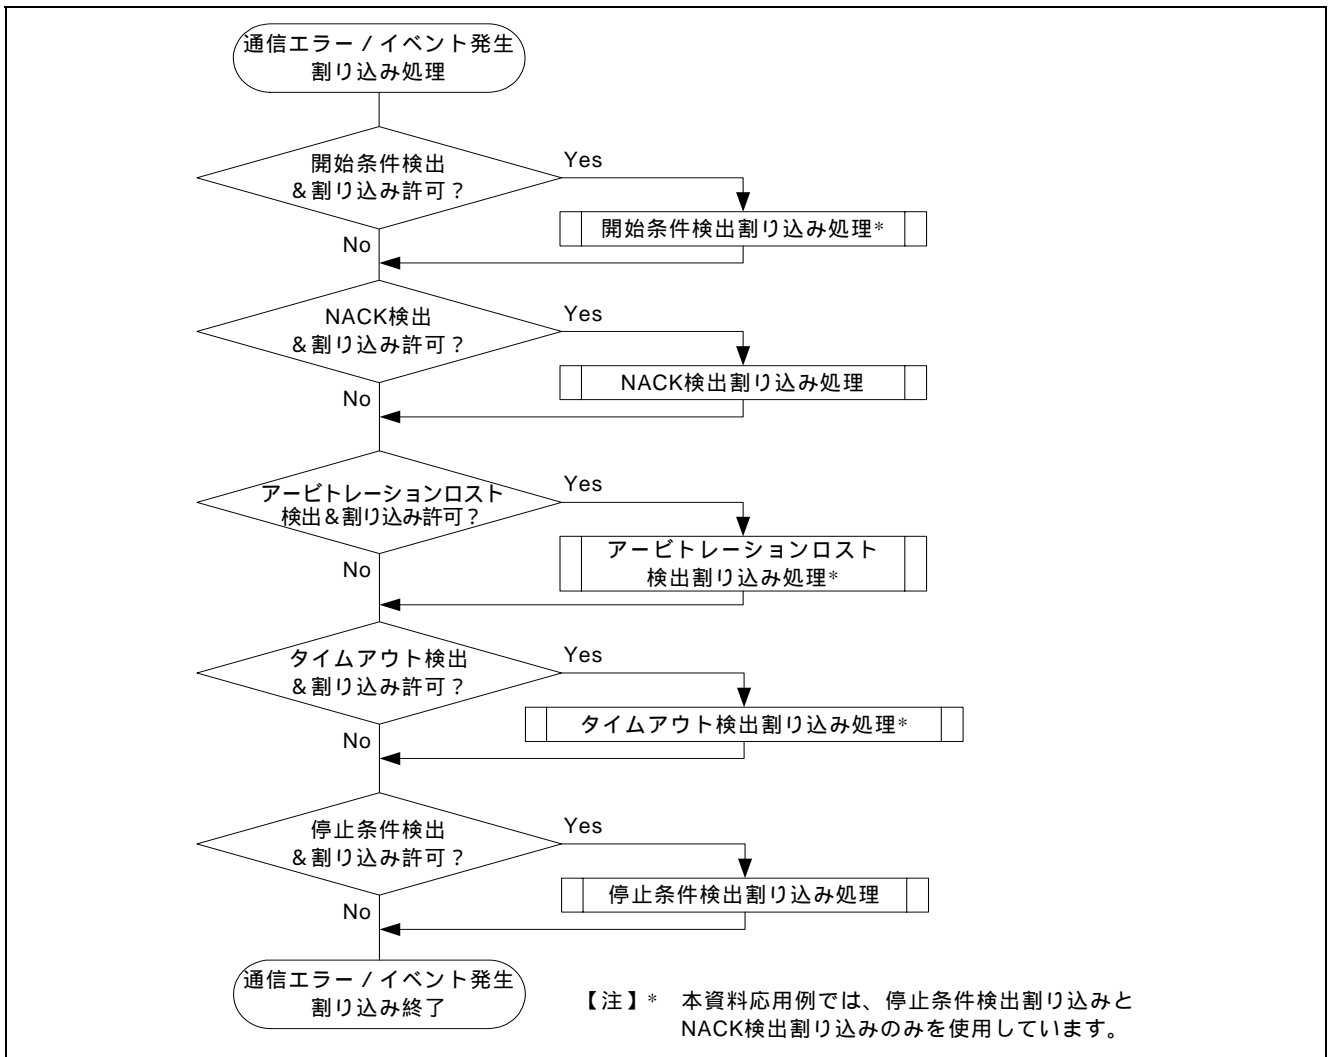 通信エラー / イベント発生
割り込み処理
開始条件検出
&割り込み許可?
Yes
開始条件検出割り込み処理*
No
NACK検出
&割り込み許可?
Yes
NACK検出割り込み処理
No
アービトレーションロスト
検出&割り込み許可?
Yes
アービトレーションロスト
検出割り込み処理*
No
タイムアウト検出
&割り込み許可?
Yes
タイムアウト検出割り込み処理*
No
停止条件検出
&割り込み許可?
Yes
停止条件検出割り込み処理
No
通信エラー / イベント発生
割り込み終了
【注】* 本資料応用例では、停止条件検出割り込みと
NACK検出割り込みのみを使用しています。